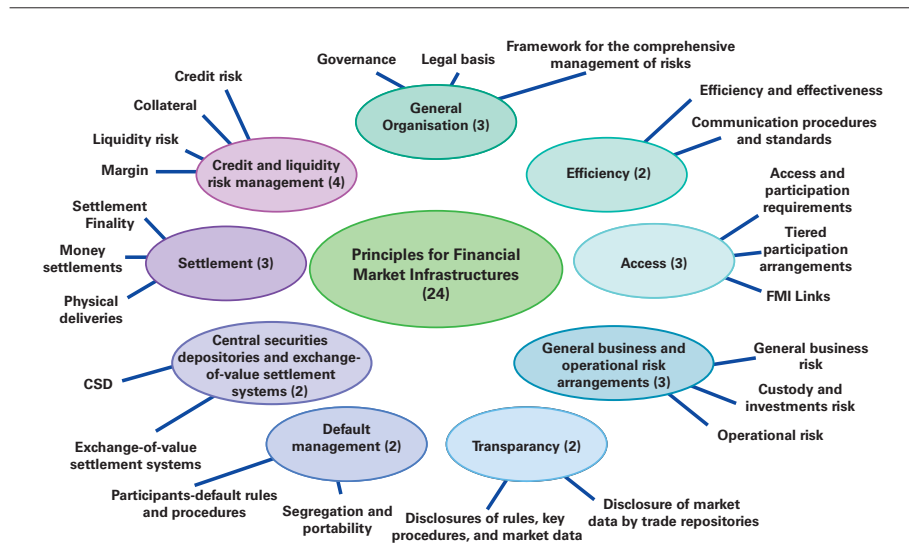 Governance
Legal basis
Framework for the comprehensive
management of risks
General
Organisation (3)
Credit risk
Collateral
Liquidity risk
Margin
Credit and liquidity
risk management (4)
Efficiency and effectiveness
Communication procedures
and standards
Efficiency (2)
Settlement
Finality
Money
settlements
Physical
deliveries
Settlement (3)
Principles for Financial
Market Infrastructures
(24)
Access and
participation
requirements
Tiered
participation
arrangements
FMI Links
Access (3)
Central securities
depositories and exchange-
of-value settlement
systems (2)
CSD
Exchange-of-value
settlement systems
General business and
operational risk
arrangements (3)
General business
risk
Custody and
investments risk
Operational risk
Default
management (2)
Participants-default rules
and procedures
Segregation and
portability
Transparancy (2)
Disclosures of rules, key
procedures, and market data
Disclosure of market
data by trade repositories